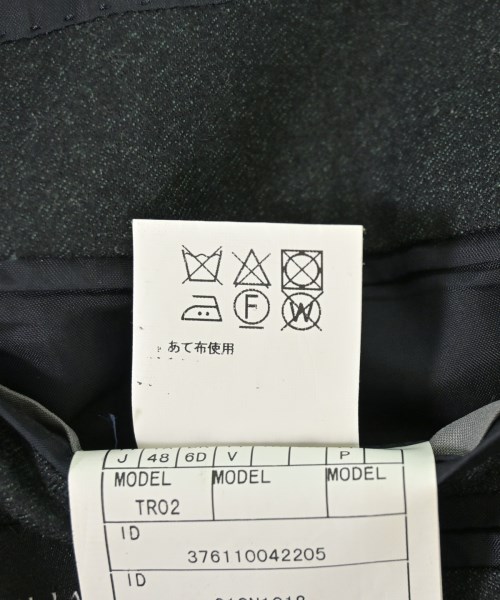 F W
あて布使用
J 48 6D V P
MODEL MODEL MODEL
TR02
ID
376110042205
ID